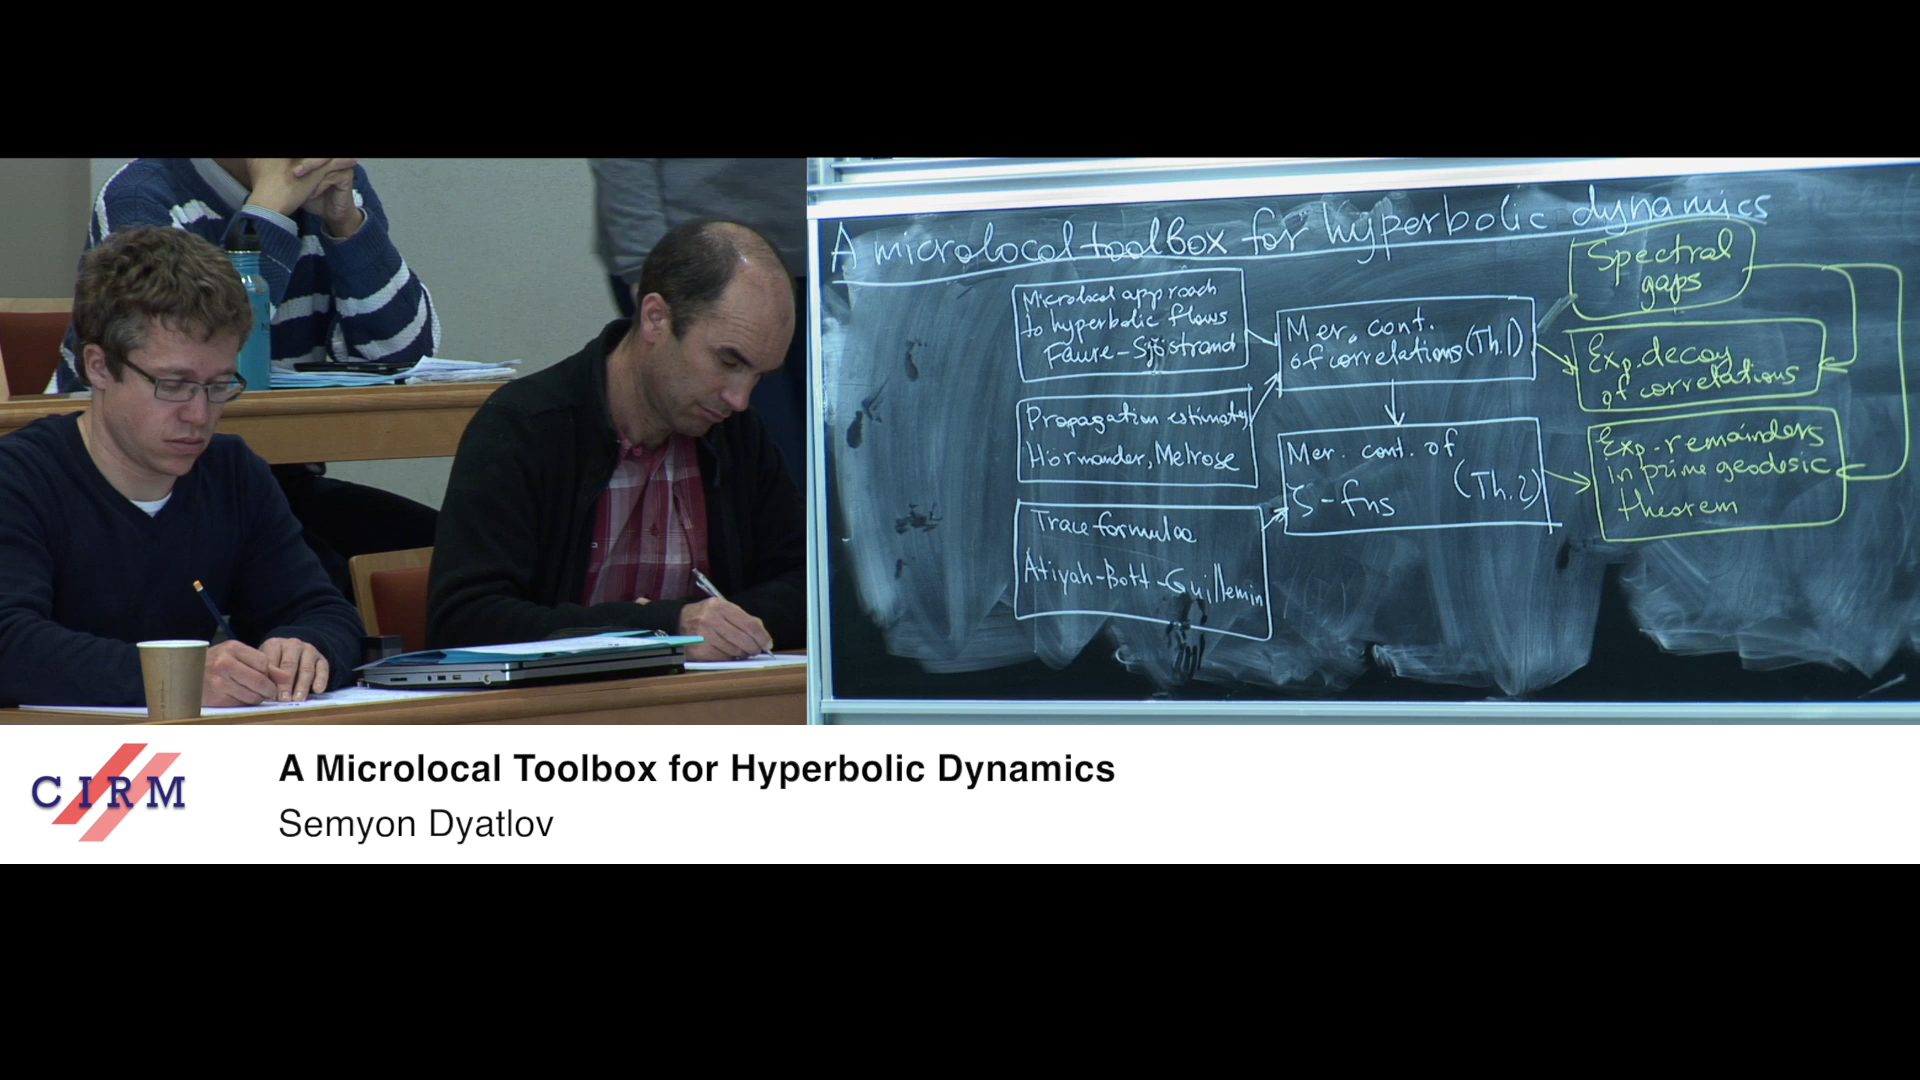 A microlocal toolbox for hyperbolic dynamics
Microlocal approach
to hyperbolic flows
Faure-Sjöstrand
Propagation estimates
Hörmander, Melrose
Trace formulae
Atiyah-Bott-Guillemin
Mer. cont.
of correlations (Th.1)
Mer. cont. of
ζ-fns (Th.2)
Spectral
gaps
Exp. decay
of correlations
Exp. remainders
in prime geodesic
theorem
CIRM
A Microlocal Toolbox for Hyperbolic Dynamics
Semyon Dyatlov